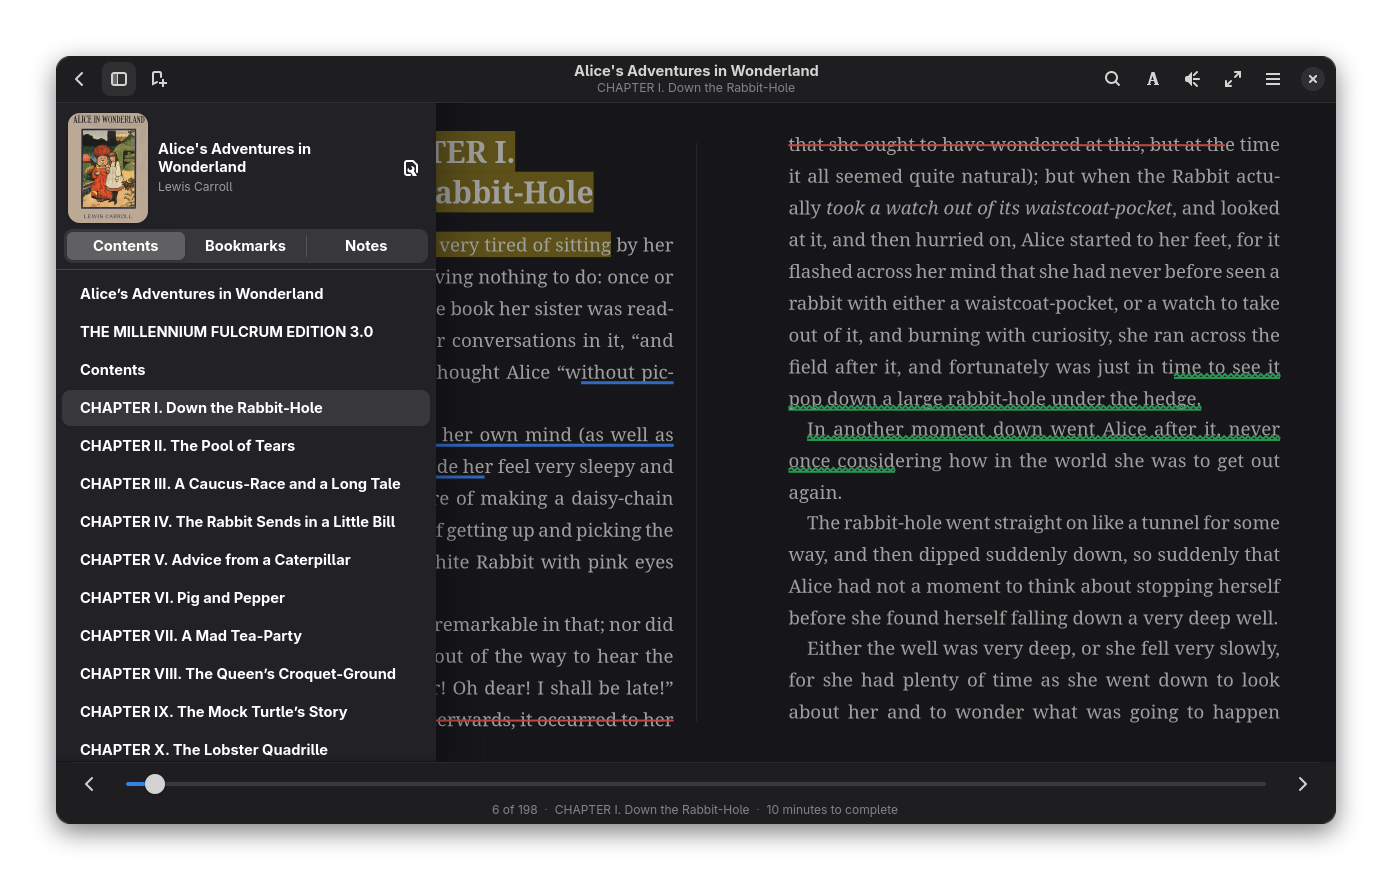 Alice's Adventures in Wonderland
CHAPTER I. Down the Rabbit-Hole
A
ALICE IN WONDERLAND
LEWIS CARROLL
Alice's Adventures in
Wonderland
Lewis Carroll
Contents
Bookmarks
Notes
Alice’s Adventures in Wonderland
THE MILLENNIUM FULCRUM EDITION 3.0
Contents
CHAPTER I. Down the Rabbit-Hole
CHAPTER II. The Pool of Tears
CHAPTER III. A Caucus-Race and a Long Tale
CHAPTER IV. The Rabbit Sends in a Little Bill
CHAPTER V. Advice from a Caterpillar
CHAPTER VI. Pig and Pepper
CHAPTER VII. A Mad Tea-Party
CHAPTER VIII. The Queen’s Croquet-Ground
CHAPTER IX. The Mock Turtle’s Story
CHAPTER X. The Lobster Quadrille
TER I.
abbit-Hole
very tired of sitting by her
ving nothing to do: once or
e book her sister was read-
r conversations in it, “and
hought Alice “without pic-
her own mind (as well as
de her feel very sleepy and
re of making a daisy-chain
f getting up and picking the
hite Rabbit with pink eyes
remarkable in that; nor did
out of the way to hear the
r! Oh dear! I shall be late!”
erwards, it occurred to her
that she ought to have wondered at this, but at the time
it all seemed quite natural); but when the Rabbit actu-
ally took a watch out of its waistcoat-pocket, and looked
at it, and then hurried on, Alice started to her feet, for it
flashed across her mind that she had never before seen a
rabbit with either a waistcoat-pocket, or a watch to take
out of it, and burning with curiosity, she ran across the
field after it, and fortunately was just in time to see it
pop down a large rabbit-hole under the hedge.
In another moment down went Alice after it, never
once considering how in the world she was to get out
again.
The rabbit-hole went straight on like a tunnel for some
way, and then dipped suddenly down, so suddenly that
Alice had not a moment to think about stopping herself
before she found herself falling down a very deep well.
Either the well was very deep, or she fell very slowly,
for she had plenty of time as she went down to look
about her and to wonder what was going to happen
6 of 198 · CHAPTER I. Down the Rabbit-Hole · 10 minutes to complete